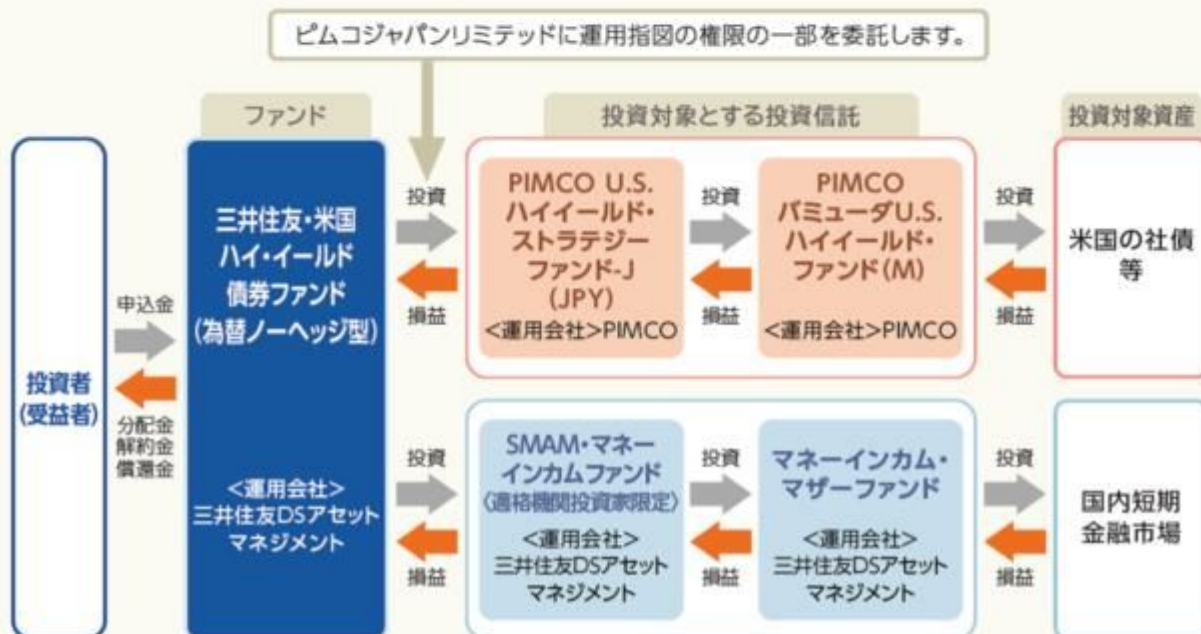 ピムコジャパンリミテッドに運用指図の権限の一部を委託します。
ファンド
投資対象とする投資信託
投資対象資産
投資者
(受益者)
申込金
分配金
解約金
償還金
三井住友・米国
ハイ・イールド
債券ファンド
(為替ノーヘッジ型)
<運用会社>
三井住友DSアセット
マネジメント
投資
損益
PIMCO U.S.
ハイイールド・
ストラテジー
ファンド-J
(JPY)
<運用会社>PIMCO
投資
損益
PIMCO
バミューダU.S.
ハイイールド・
ファンド(M)
<運用会社>PIMCO
投資
損益
米国の社債
等
投資
損益
SMAM・マネー
インカムファンド
(適格機関投資家限定)
<運用会社>
三井住友DSアセット
マネジメント
投資
損益
マネーインカム・
マザーファンド
<運用会社>
三井住友DSアセット
マネジメント
投資
損益
国内短期
金融市場